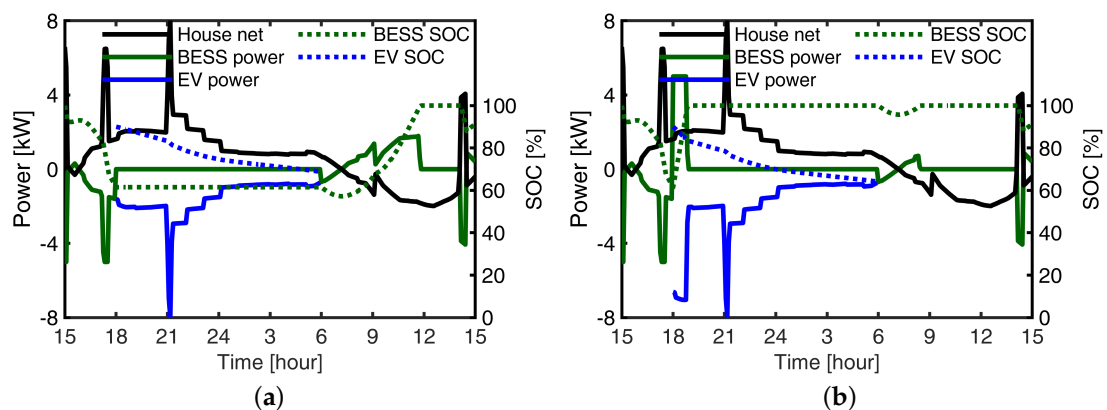 8
4
0
-4
-8
Power [kW]
House net
BESS power
EV power
BESS SOC
EV SOC
100
80
60
40
20
0
SOC [%]
15 18 21 24 3 6 9 12 15
Time [hour]
(a)
8
4
0
-4
-8
Power [kW]
House net
BESS power
EV power
BESS SOC
EV SOC
100
80
60
40
20
0
SOC [%]
15 18 21 24 3 6 9 12 15
Time [hour]
(b)